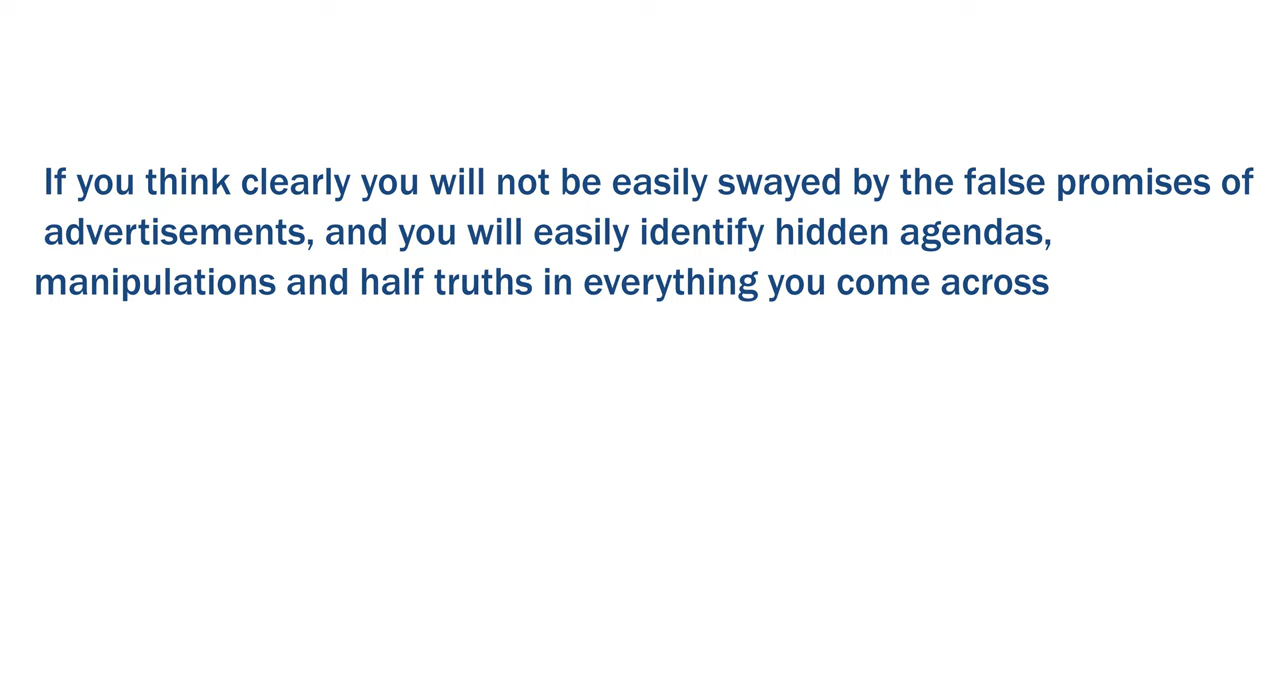 If you think clearly you will not be easily swayed by the false promises of
advertisements, and you will easily identify hidden agendas,
manipulations and half truths in everything you come across